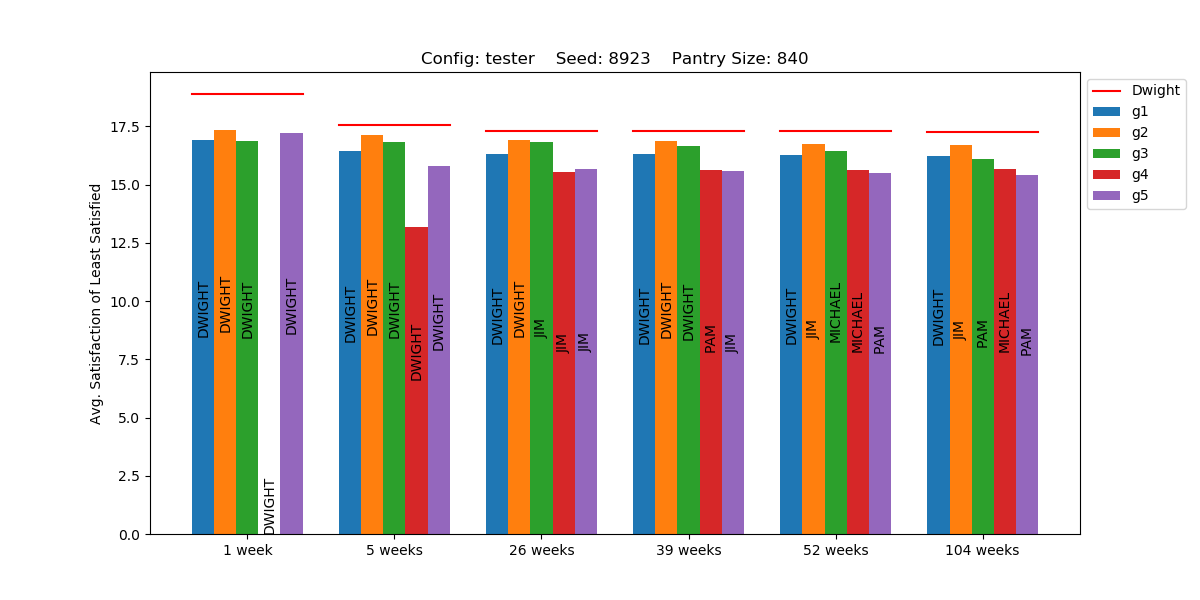 Config: tester    Seed: 8923    Pantry Size: 840
Avg. Satisfaction of Least Satisfied
17.5
15.0
12.5
10.0
7.5
5.0
2.5
0.0
DWIGHT
DWIGHT
DWIGHT
DWIGHT
DWIGHT
DWIGHT
DWIGHT
DWIGHT
DWIGHT
DWIGHT
DWIGHT
DWIGHT
JIM
JIM
JIM
DWIGHT
DWIGHT
DWIGHT
PAM
JIM
DWIGHT
JIM
MICHAEL
MICHAEL
PAM
DWIGHT
JIM
PAM
MICHAEL
PAM
1 week
5 weeks
26 weeks
39 weeks
52 weeks
104 weeks
Dwight
g1
g2
g3
g4
g5